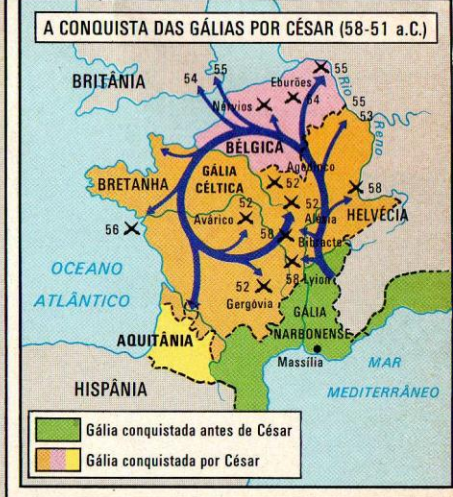 A CONQUISTA DAS GÁLIAS POR CÉSAR (58-51 a.C.)
BRITÂNIA
54
55
Eburões
55
Rio
Nérvios
54
55
53
Reno
BÉLGICA
GÁLIA
CÉLTICA
Agedinco
BRETANHA
52
58
52
52
Avárico
Alésia
HELVÉCIA
56
58
Bibracte
OCEANO
ATLÂNTICO
58
Lyion
52
Gergóvia
GÁLIA
NARBONENSE
AQUITÂNIA
Massília
MAR
MEDITERRÂNEO
HISPÂNIA
Gália conquistada antes de César
Gália conquistada por César